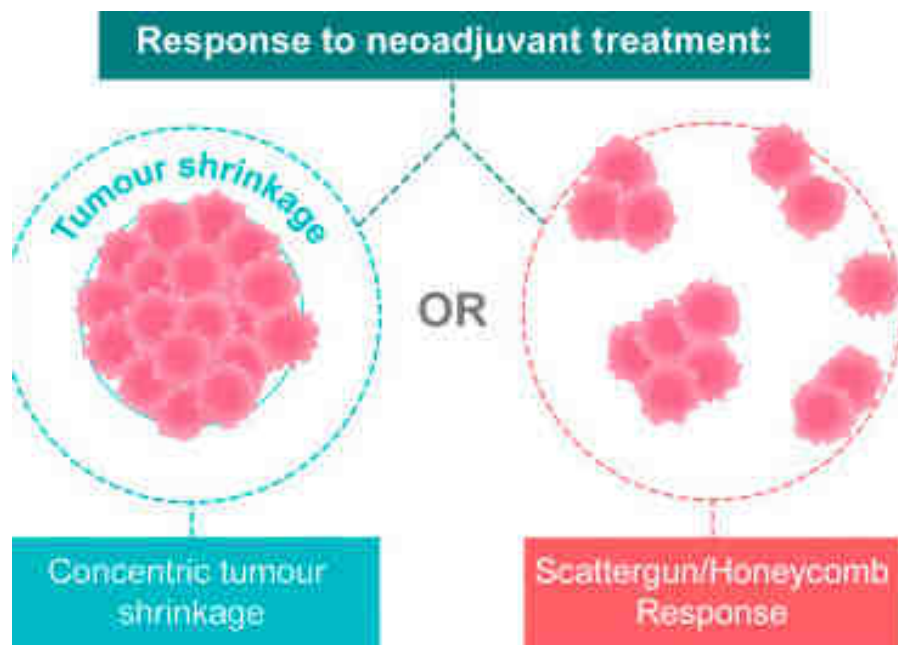 Response to neoadjuvant treatment:
Tumour shrinkage
OR
Concentric tumour
shrinkage
Scattergun/Honeycomb
Response